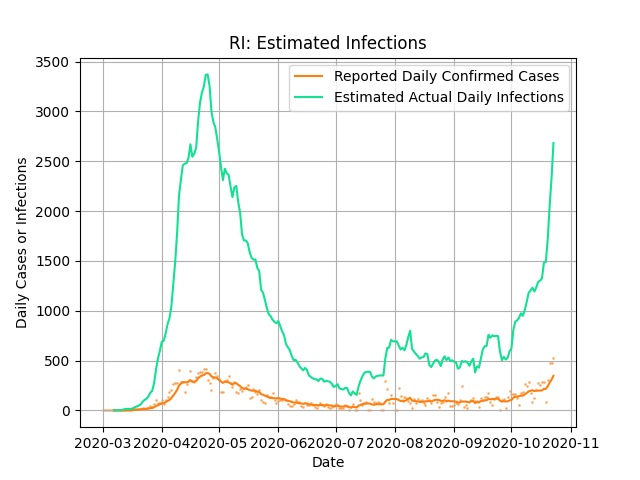 RI: Estimated Infections
Reported Daily Confirmed Cases
Estimated Actual Daily Infections
Daily Cases or Infections
3500
3000
2500
2000
1500
1000
500
0
2020-03 2020-04 2020-05 2020-06 2020-07 2020-08 2020-09 2020-10 2020-11
Date